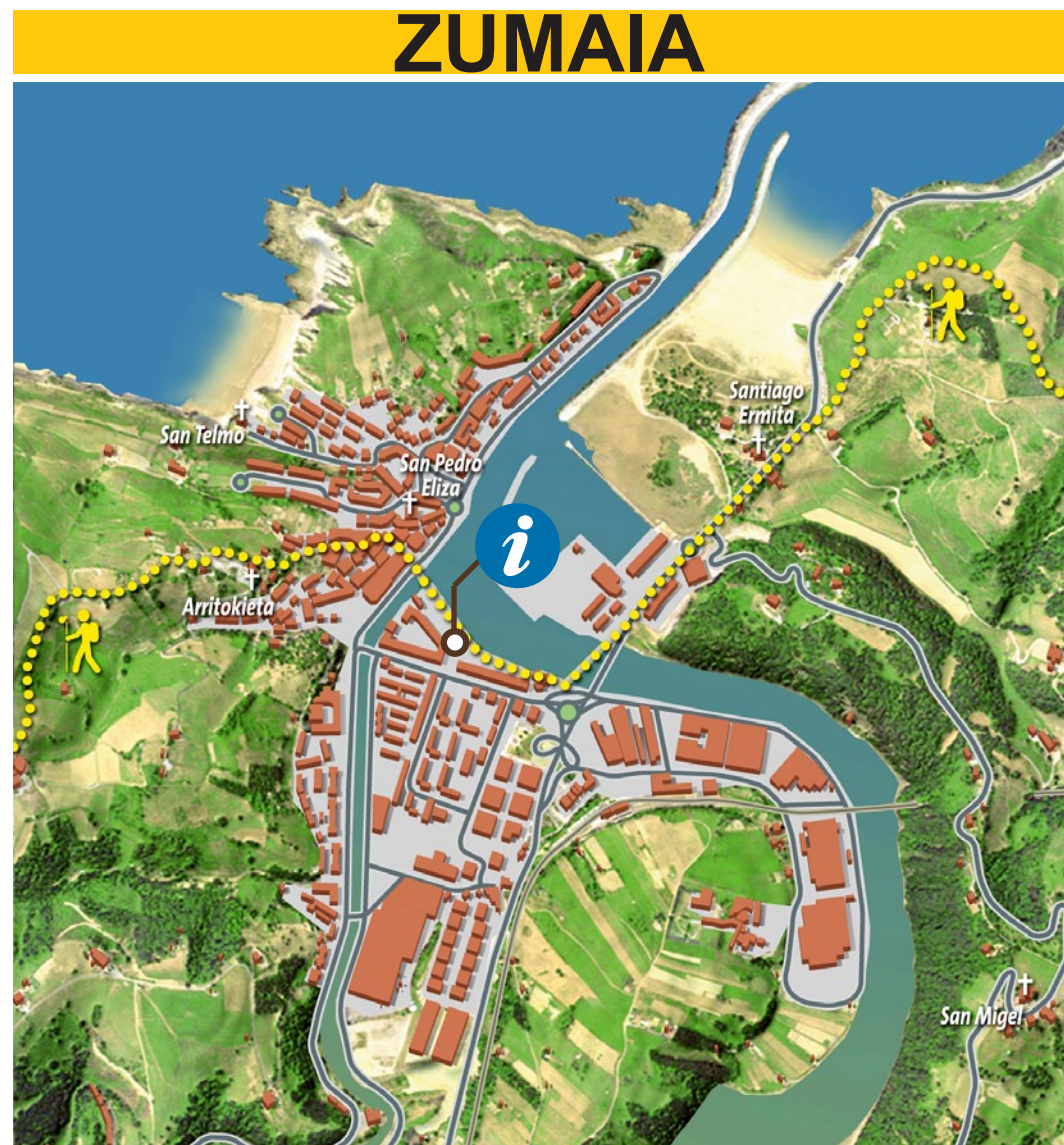 ZUMAIA
Santiago
Ermita
San Telmo
San Pedro
Eliza
i
Arritokieta
San Migel